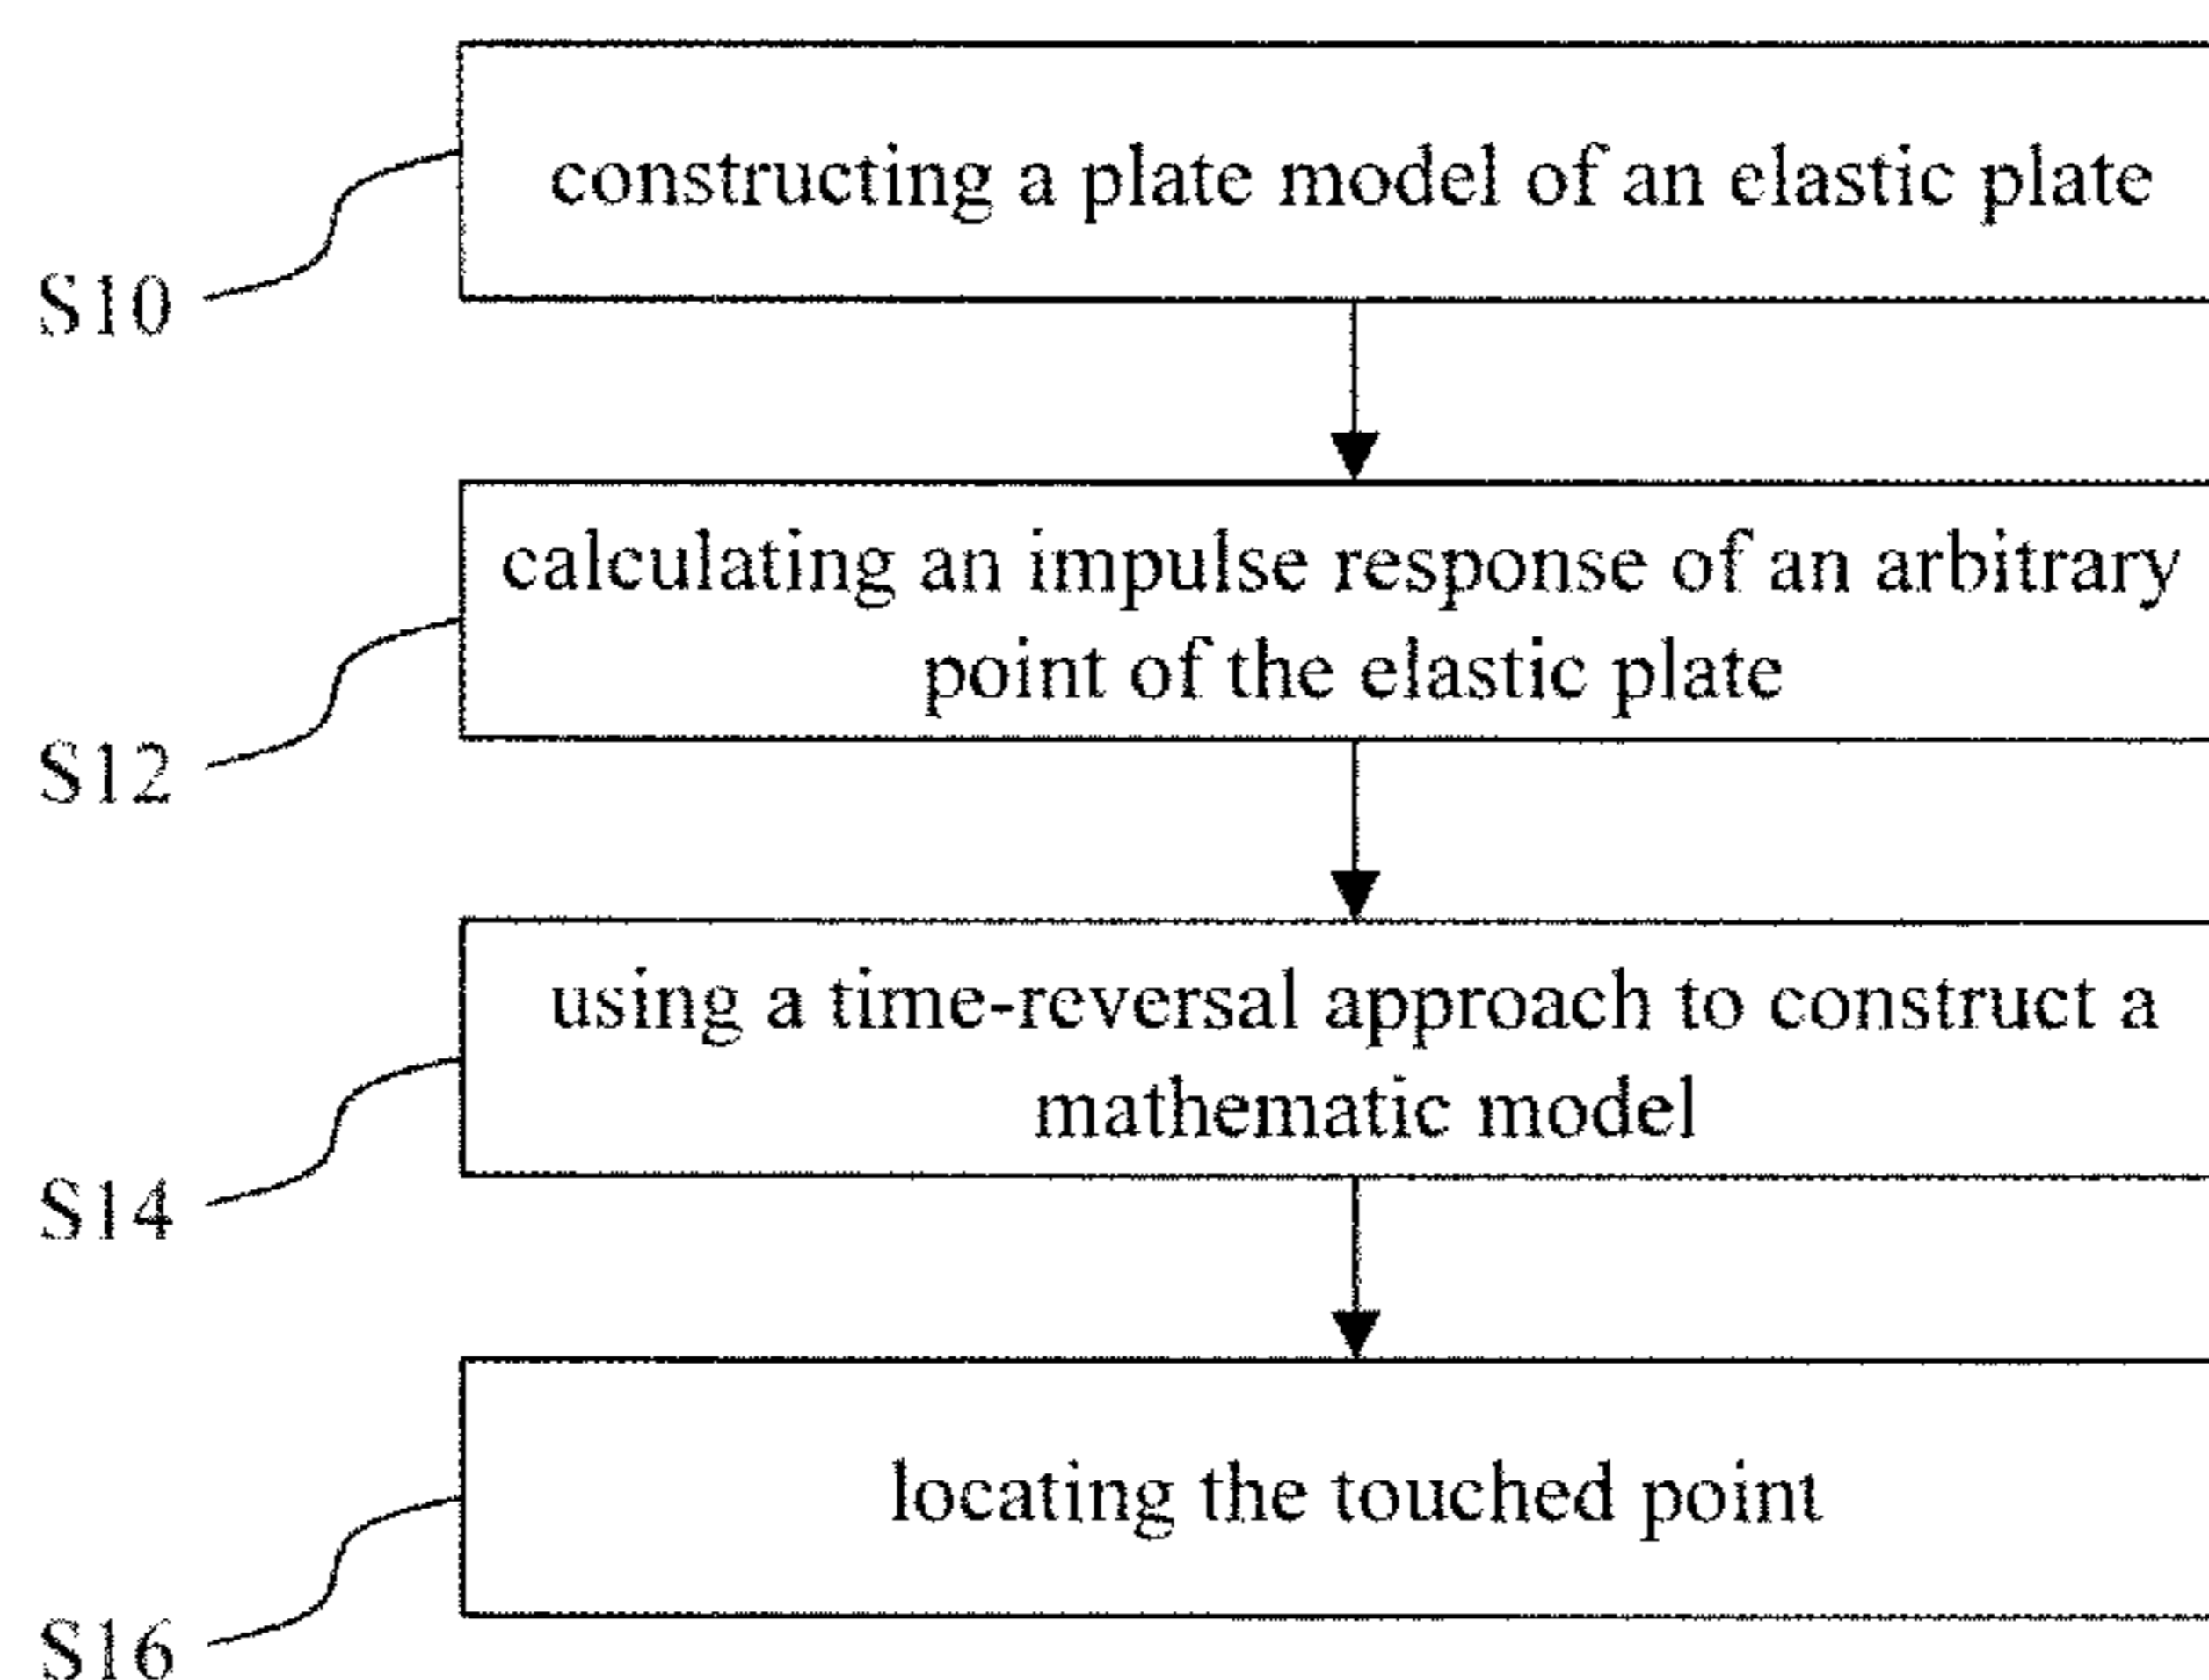 constructing a plate model of an elastic plate
S10
calculating an impulse response of an arbitrary
point of the elastic plate
S12
using a time-reversal approach to construct a
mathematic model
S14
locating the touched point
S16